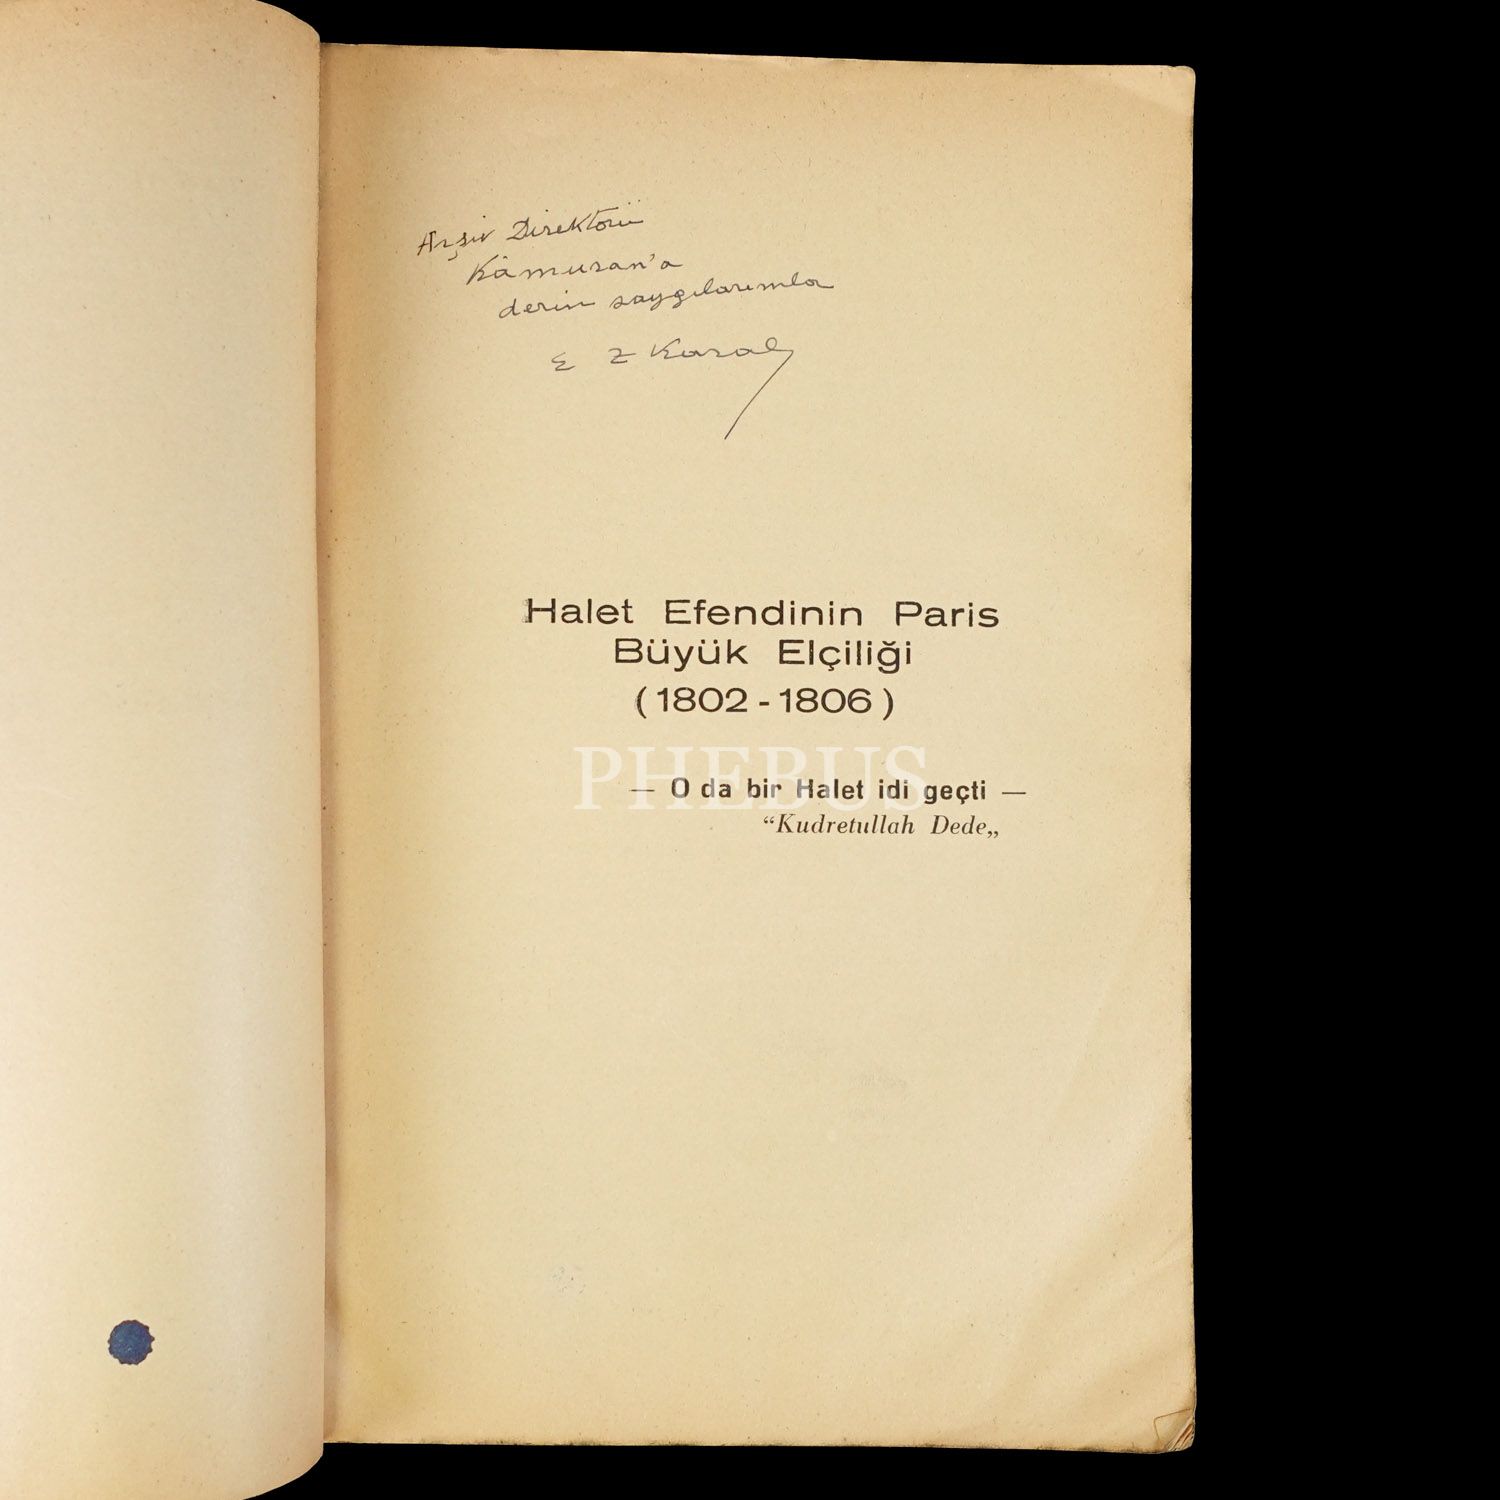 Arşiv Direktörü
Kâmuran'a
derin saygılarımla
E Z Karal
Halet Efendinin Paris
Büyük Elçiliği
(1802-1806)
PHEBUS
— O da bir Halet idi geçti —
“Kudretullah Dede„